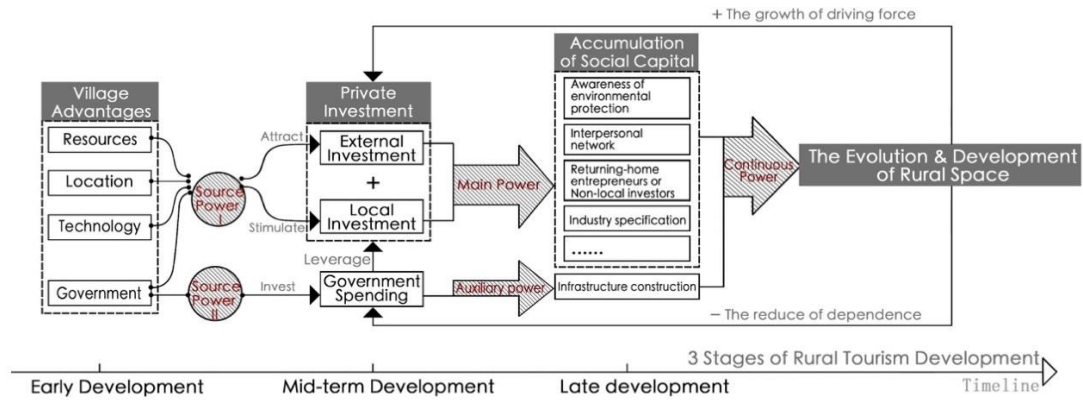 + The growth of driving force
Village
Advantages
Resources
Location
Technology
Government
Source
Power
I
Source
Power
II
Attract
Stimulate
Invest
Private
Investment
External
Investment
+
Local
Investment
Leverage
Government
Spending
Main Power
Auxiliary power
Accumulation
of Social Capital
Awareness of
environmental
protection
Interpersonal
network
Returning-home
entrepreneurs or
Non-local investors
Industry specification
......
Infrastructure construction
Continuous
Power
The Evolution & Development
of Rural Space
− The reduce of dependence
3 Stages of Rural Tourism Development
Early Development
Mid-term Development
Late development
Timeline